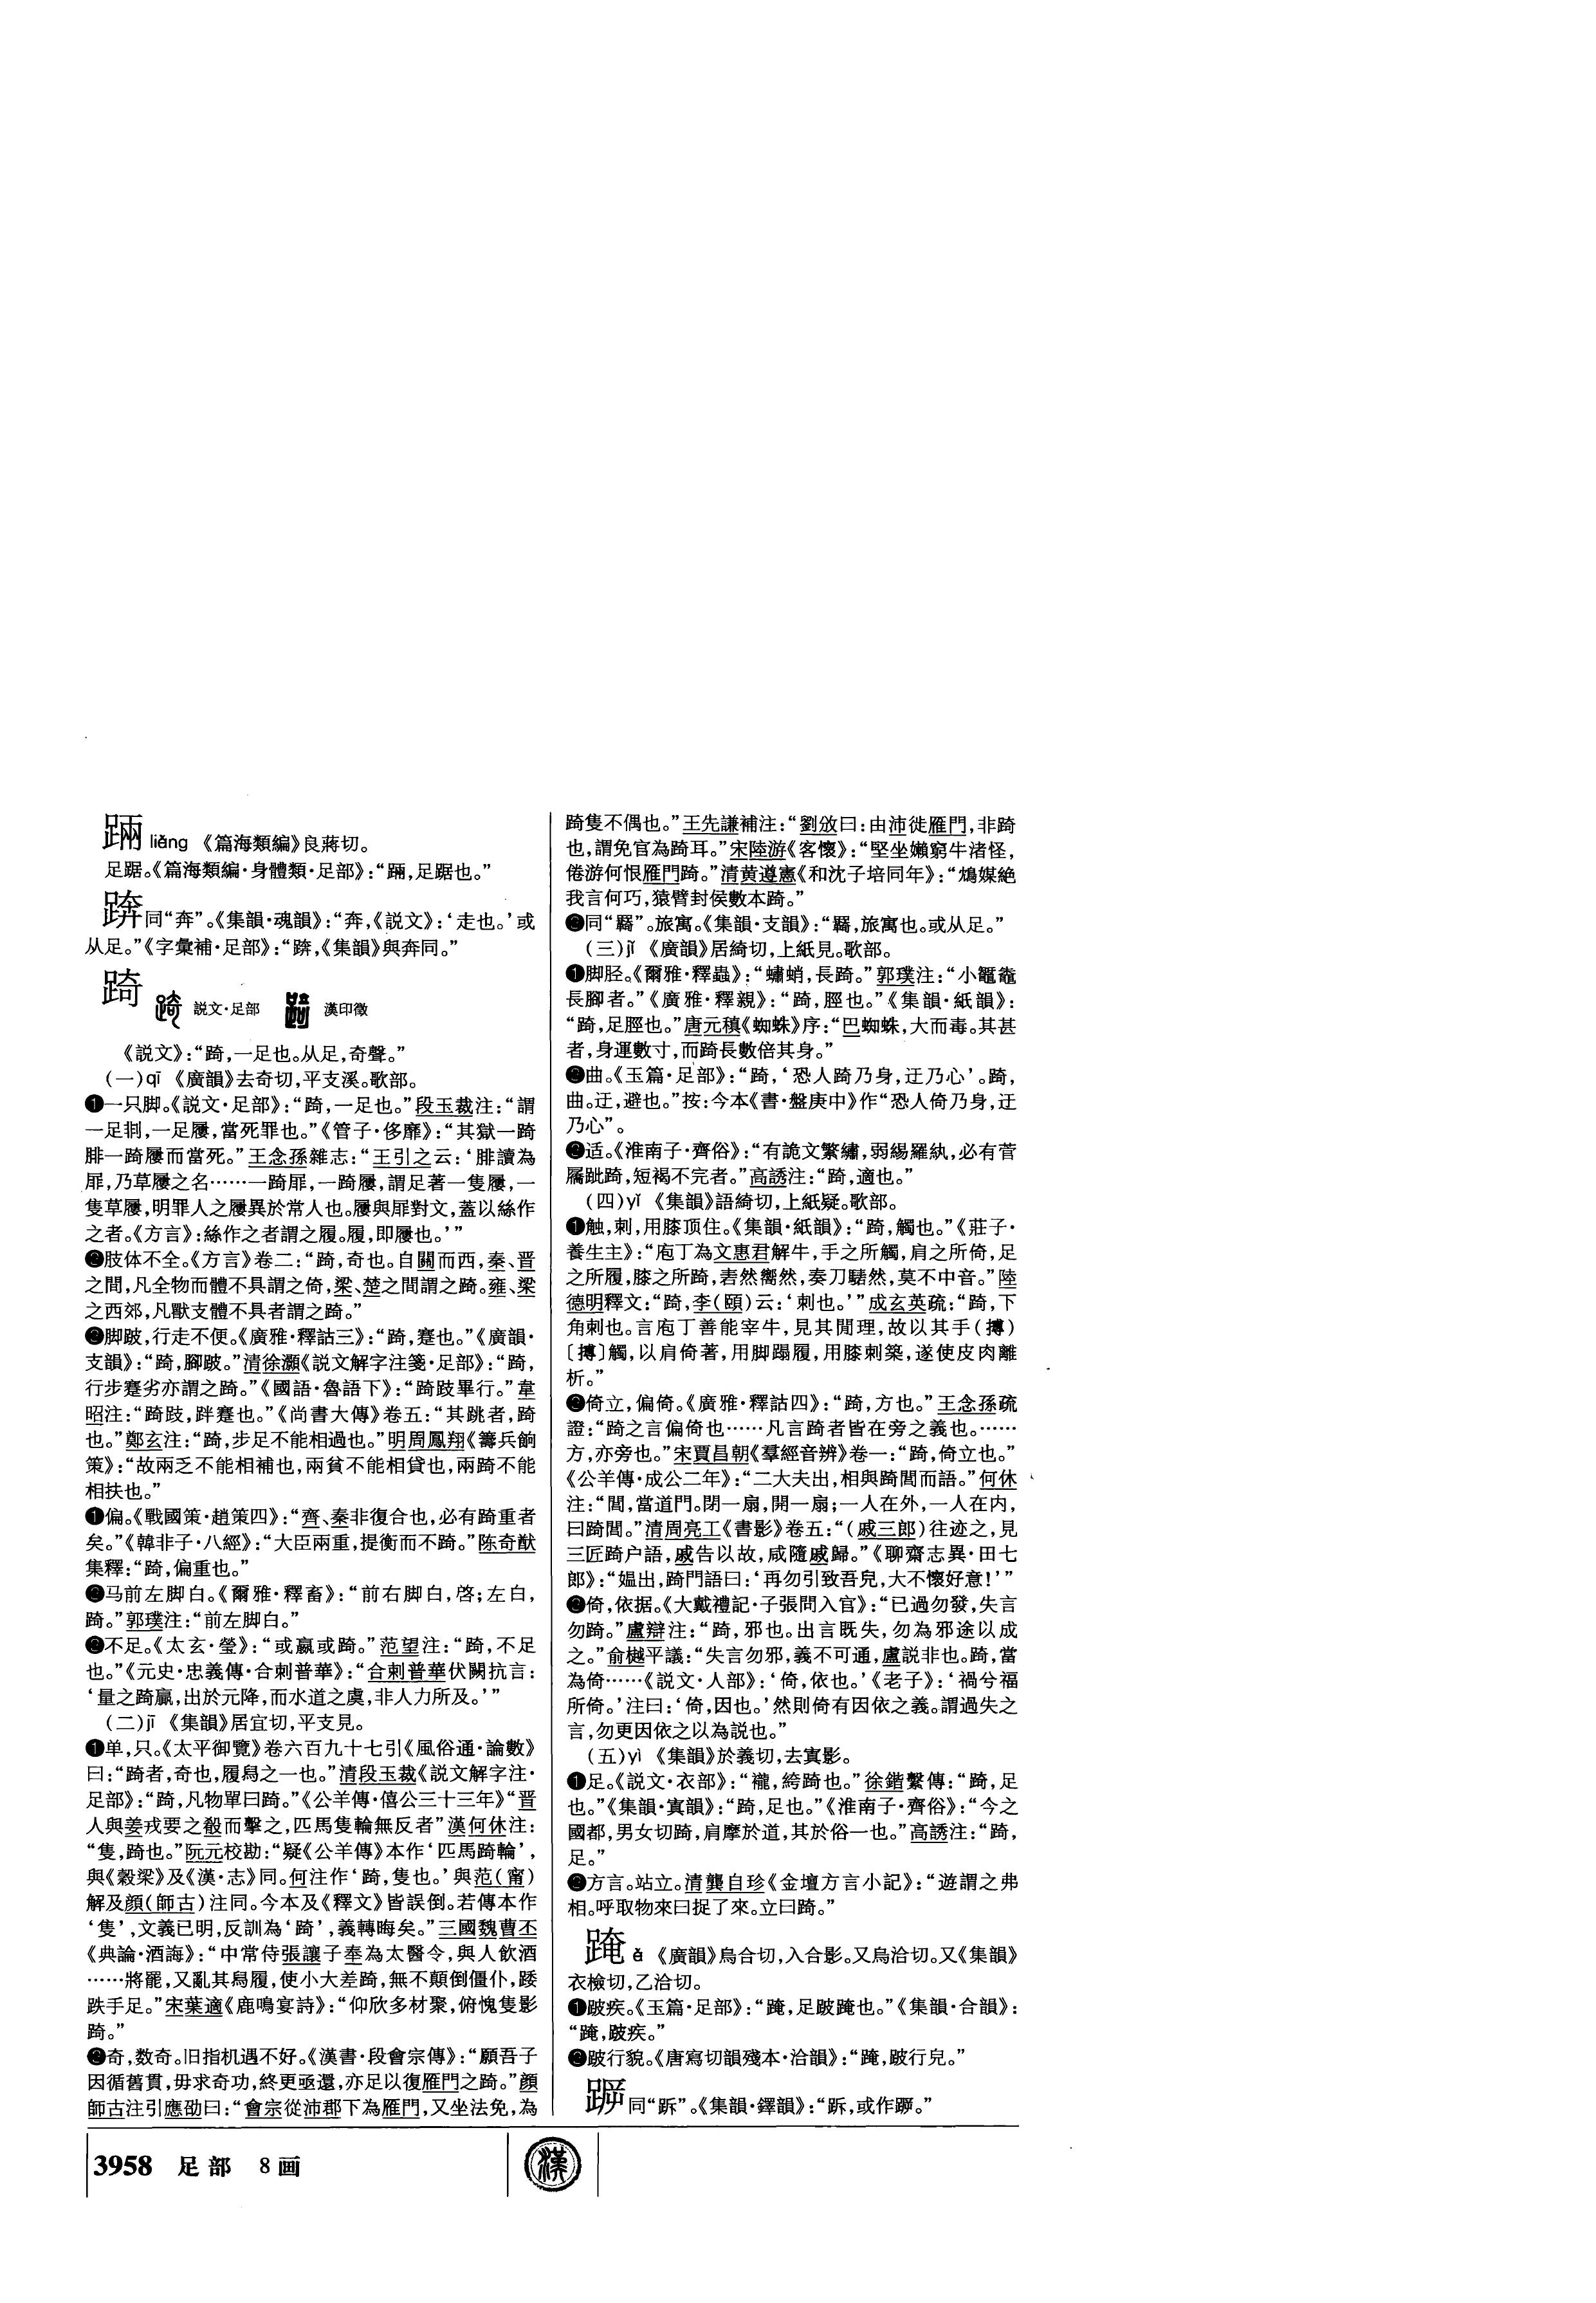 䠃 liǎng 《篇海類編》良蔣切。
足踞。《篇海類編·身體類·足部》：“䠃，足踞也。”
𨂲 同“奔”。《集韻·魂韻》：“奔，《説文》：‘走也。’或
从足。”《字彙補·足部》：“𨂲，《集韻》與奔同。”
踦 説文·足部 漢印徵
《説文》：“踦，一足也。从足，奇聲。”
（一）qī 《廣韻》去奇切，平支溪。歌部。
❶一只脚。《説文·足部》：“踦，一足也。”段玉裁注：“謂
一足刖，一足屨，當死罪也。”《管子·侈靡》：“其獄一踦
腓一踦屨而當死。”王念孫雜志：“王引之云：‘腓讀為
屝，乃草屨之名……一踦屝，一踦屨，謂足著一隻屨，一
隻草屨，明罪人之屨異於常人也。屨與屝對文，蓋以絲作
之者。《方言》：絲作之者謂之履。履，即屨也。’”
❷肢体不全。《方言》卷二：“踦，奇也。自關而西，秦、晋
之間，凡全物而體不具謂之倚，梁、楚之間謂之踦。雍、梁
之西郊，凡獸支體不具者謂之踦。”
❸脚跛，行走不便。《廣雅·釋詁三》：“踦，蹇也。”《廣韻·
支韻》：“踦，腳跛。”清徐灝《説文解字注箋·足部》：“踦，
行步蹇劣亦謂之踦。”《國語·魯語下》：“踦跂畢行。”韋
昭注：“踦跂，跘蹇也。”《尚書大傳》卷五：“其跳者，踦
也。”鄭玄注：“踦，步足不能相過也。”明周鳳翔《籌兵餉
策》：“故兩乏不能相補也，兩貧不能相貸也，兩踦不能
相扶也。”
❶偏。《戰國策·趙策四》：“齊、秦非復合也，必有踦重者
矣。”《韓非子·八經》：“大臣兩重，提衡而不踦。”陈奇猷
集釋：“踦，偏重也。”
❷马前左脚白。《爾雅·釋畜》：“前右脚白，啓；左白，
踦。”郭璞注：“前左脚白。”
❸不足。《太玄·瑩》：“或嬴或踦。”范望注：“踦，不足
也。”《元史·忠義傳·合剌普華》：“合剌普華伏闕抗言：
‘量之踦贏，出於元降，而水道之虞，非人力所及。’”
（二）jī 《集韻》居宜切，平支見。
❶单，只。《太平御覽》卷六百九十七引《風俗通·論數》
曰：“踦者，奇也，履舄之一也。”清段玉裁《説文解字注·
足部》：“踦，凡物單曰踦。”《公羊傳·僖公三十三年》“晋
人與姜戎要之殽而擊之，匹馬隻輪無反者”漢何休注：
“隻，踦也。”阮元校勘：“疑《公羊傳》本作‘匹馬踦輪’，
與《穀梁》及《漢·志》同。何注作‘踦，隻也。’與范（甯）
解及顔（師古）注同。今本及《釋文》皆誤倒。若傳本作
‘隻’，文義已明，反訓為‘踦’，義轉晦矣。”三國魏曹丕
《典論·酒誨》：“中常侍張讓子奉為太醫令，與人飲酒
……將罷，又亂其舄履，使小大差踦，無不顛倒僵仆，踒
跌手足。”宋葉適《鹿鳴宴詩》：“仰欣多材聚，俯愧隻影
踦。”
❷奇，数奇。旧指机遇不好。《漢書·段會宗傳》：“願吾子
因循舊貫，毋求奇功，終更亟還，亦足以復雁門之踦。”顔
師古注引應劭曰：“會宗從沛郡下為雁門，又坐法免，為
踦隻不偶也。”王先謙補注：“劉攽曰：由沛徙雁門，非踦
也，謂免官為踦耳。”宋陸游《客懷》：“堅坐嬾窮牛渚怪，
倦游何恨雁門踦。”清黄遵憲《和沈子培同年》：“鴆媒絶
我言何巧，猿臂封侯數本踦。”
❸同“羇”。旅寓。《集韻·支韻》：“羇，旅寓也。或从足。”
（三）jǐ 《廣韻》居綺切，上紙見。歌部。
❶脚胫。《爾雅·釋蟲》：“蠨蛸，長踦。”郭璞注：“小鼅鼄
長腳者。”《廣雅·釋親》：“踦，脛也。”《集韻·紙韻》：
“踦，足脛也。”唐元稹《蜘蛛》序：“巴蜘蛛，大而毒。其甚
者，身運數寸，而踦長數倍其身。”
❷曲。《玉篇·足部》：“踦，‘恐人踦乃身，迂乃心’。踦，
曲。迂，避也。”按：今本《書·盤庚中》作“恐人倚乃身，迂
乃心”。
❸适。《淮南子·齊俗》：“有詭文繁繡，弱緆羅紈，必有菅
屩跐踦，短褐不完者。”高誘注：“踦，適也。”
（四）yǐ 《集韻》語綺切，上紙疑。歌部。
❶触，刺，用膝顶住。《集韻·紙韻》：“踦，觸也。”《莊子·
養生主》：“庖丁為文惠君解牛，手之所觸，肩之所倚，足
之所履，膝之所踦，砉然嚮然，奏刀騞然，莫不中音。”陸
德明釋文：“踦，李（頤）云：‘刺也。’”成玄英疏：“踦，下
角刺也。言庖丁善能宰牛，見其閒理，故以其手（搏）
〔搏〕觸，以肩倚著，用脚蹋履，用膝刺築，遂使皮肉離
析。”
❷倚立，偏倚。《廣雅·釋詁四》：“踦，方也。”王念孫疏
證：“踦之言偏倚也……凡言踦者皆在旁之義也。……
方，亦旁也。”宋賈昌朝《羣經音辨》卷一：“踦，倚立也。”
《公羊傳·成公二年》：“二大夫出，相與踦閭而語。”何休
注：“閭，當道門。閉一扇，開一扇；一人在外，一人在内，
曰踦閭。”清周亮工《書影》卷五：“（戚三郎）往迹之，見
三匠踦户語，戚告以故，咸隨戚歸。”《聊齋志異·田七
郎》：“媪出，踦門語曰：‘再勿引致吾兒，大不懷好意！’”
❸倚，依据。《大戴禮記·子張問入官》：“已過勿發，失言
勿踦。”盧辯注：“踦，邪也。出言既失，勿為邪途以成
之。”俞樾平議：“失言勿邪，義不可通，盧説非也。踦，當
為倚……《説文·人部》：‘倚，依也。’《老子》：‘禍兮福
所倚。’注曰：‘倚，因也。’然則倚有因依之義。謂過失之
言，勿更因依之以為説也。”
（五）yì 《集韻》於義切，去寘影。
❶足。《説文·衣部》：“襱，絝踦也。”徐鍇繫傳：“踦，足
也。”《集韻·寘韻》：“踦，足也。”《淮南子·齊俗》：“今之
國都，男女切踦，肩摩於道，其於俗一也。”高誘注：“踦，
足。”
❷方言。站立。清龔自珍《金壇方言小記》：“遊謂之弗
相。呼取物來曰捉了來。立曰踦。”
䠋 ǎ 《廣韻》烏合切，入合影。又烏洽切。又《集韻》
衣檢切，乙洽切。
❶跛疾。《玉篇·足部》：“䠋，足跛䠋也。”《集韻·合韻》：
“䠋，跛疾。”
❷跛行貌。《唐寫切韻殘本·洽韻》：“䠋，跛行皃。”
同“跅”。《集韻·鐸韻》：“跅，或作
3958 足部 8画
漢